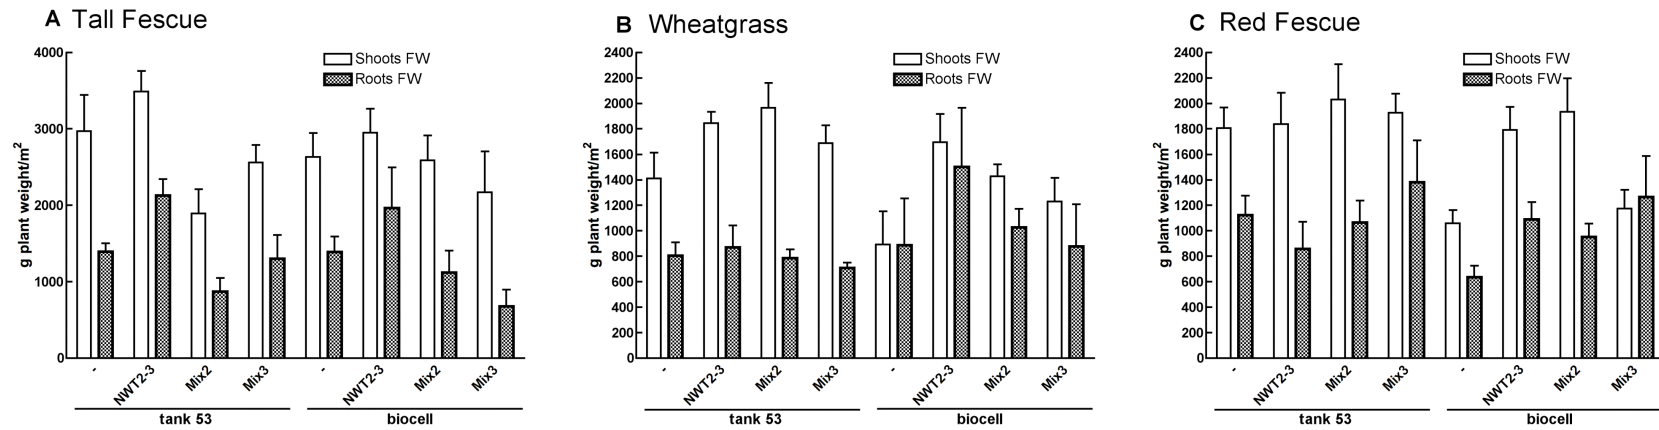 A Tall Fescue
4000
3000
2000
1000
0
g plant weight/m²
Shoots FW
Roots FW
-
NWT2-3
Mix2
Mix3
-
NWT2-3
Mix2
Mix3
tank 53
biocell
B Wheatgrass
2400
2200
2000
1800
1600
1400
1200
1000
800
600
400
200
0
g plant weight/m²
Shoots FW
Roots FW
-
NWT2-3
Mix2
Mix3
-
NWT2-3
Mix2
Mix3
tank 53
biocell
C Red Fescue
2400
2200
2000
1800
1600
1400
1200
1000
800
600
400
200
0
g plant weight/m²
Shoots FW
Roots FW
-
NWT2-3
Mix2
Mix3
-
NWT2-3
Mix2
Mix3
tank 53
biocell